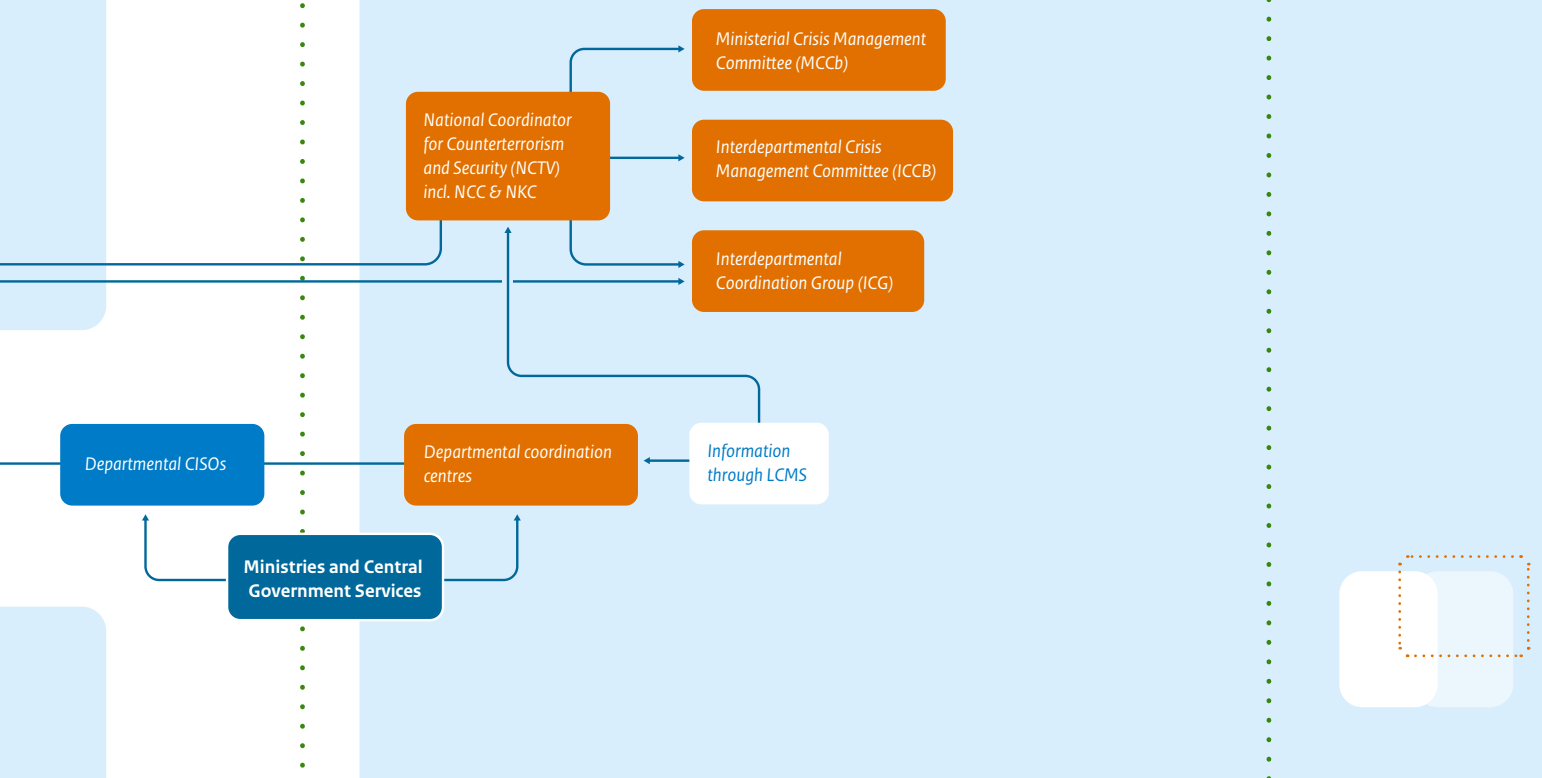 Ministerial Crisis Management
Committee (MCCb)
National Coordinator
for Counterterrorism
and Security (NCTV)
incl. NCC & NKC
Interdepartmental Crisis
Management Committee (ICCB)
Interdepartmental
Coordination Group (ICG)
Departmental CISOs
Departmental coordination
centres
Information
through LCMS
Ministries and Central
Government Services